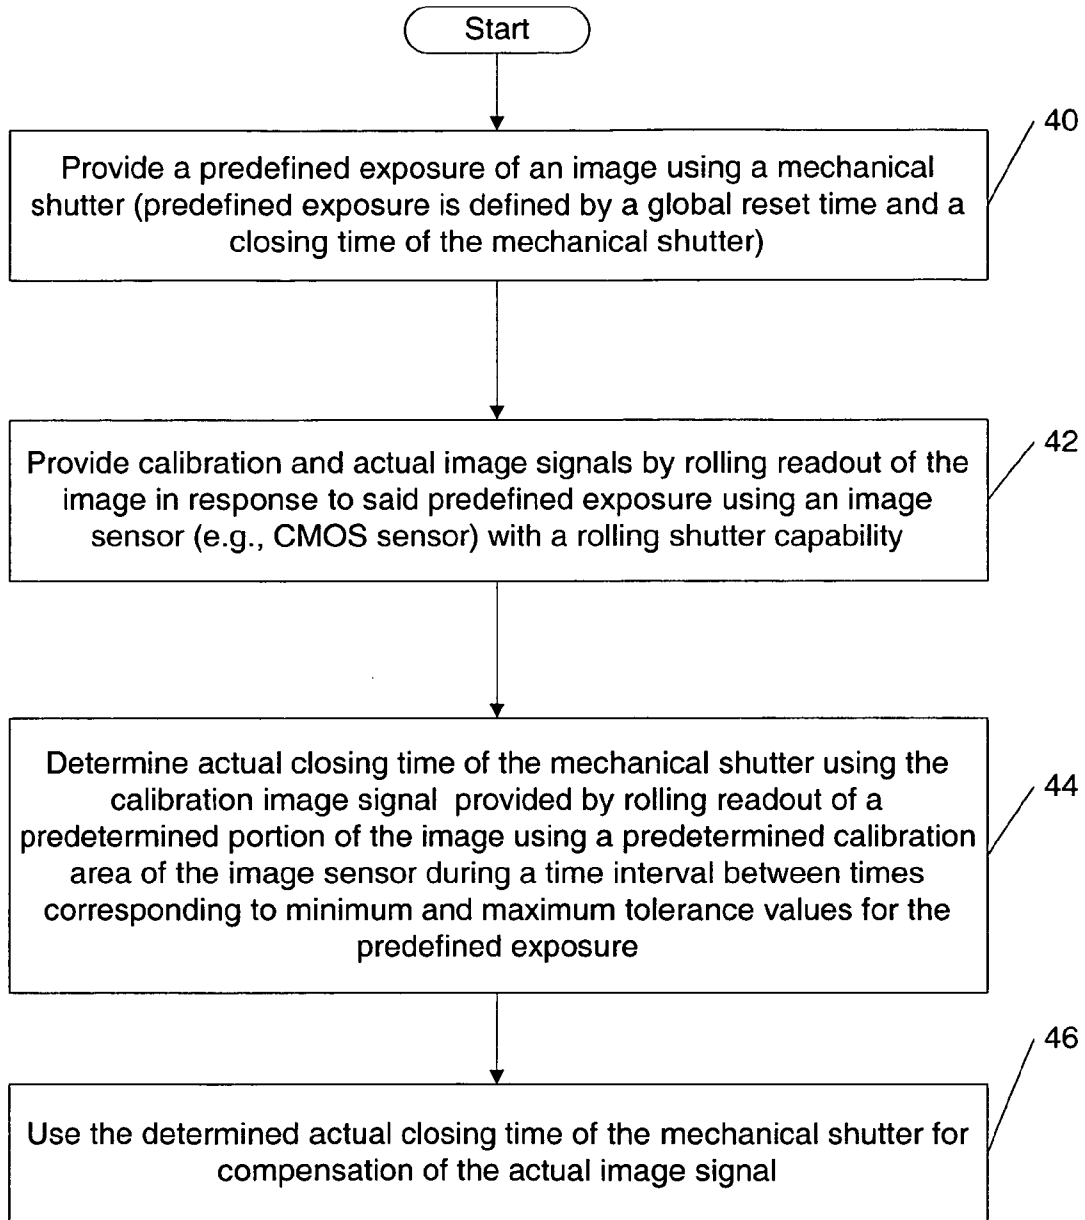 Start
40
Provide a predefined exposure of an image using a mechanical
shutter (predefined exposure is defined by a global reset time and a
closing time of the mechanical shutter)
42
Provide calibration and actual image signals by rolling readout of the
image in response to said predefined exposure using an image
sensor (e.g., CMOS sensor) with a rolling shutter capability
Determine actual closing time of the mechanical shutter using the
calibration image signal provided by rolling readout of a
predetermined portion of the image using a predetermined calibration
area of the image sensor during a time interval between times
corresponding to minimum and maximum tolerance values for the
predefined exposure
44
46
Use the determined actual closing time of the mechanical shutter for
compensation of the actual image signal